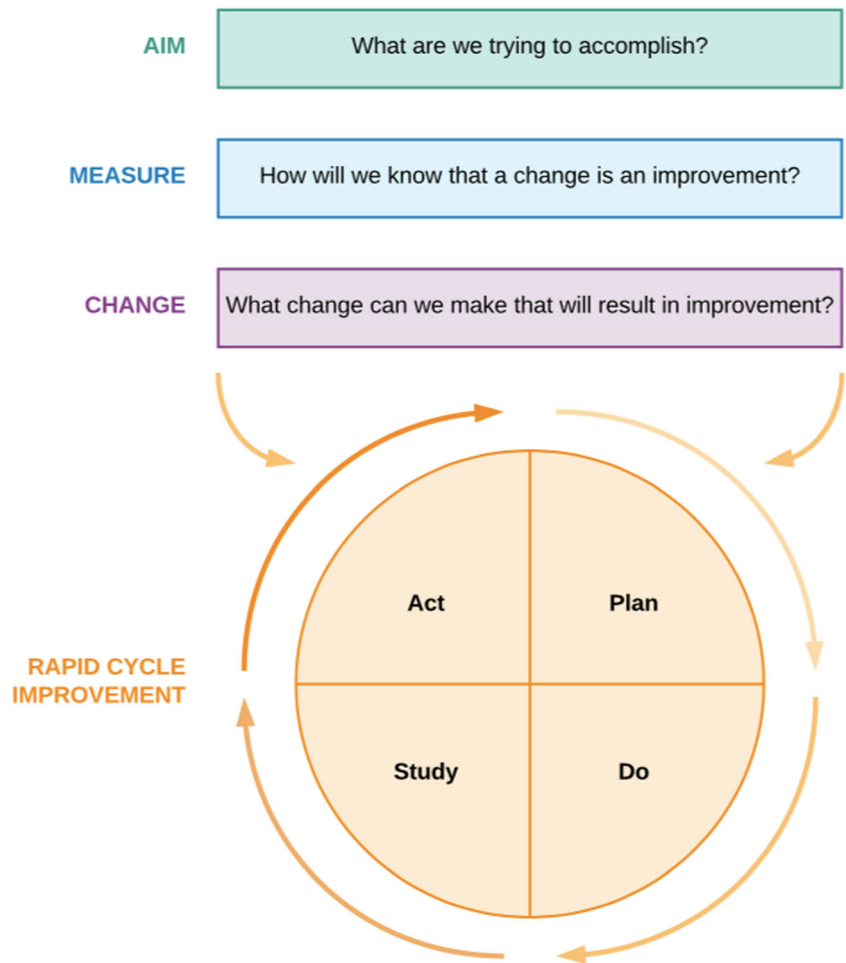 AIM
What are we trying to accomplish?
MEASURE
How will we know that a change is an improvement?
CHANGE
What change can we make that will result in improvement?
Act
Plan
RAPID CYCLE
IMPROVEMENT
Study
Do